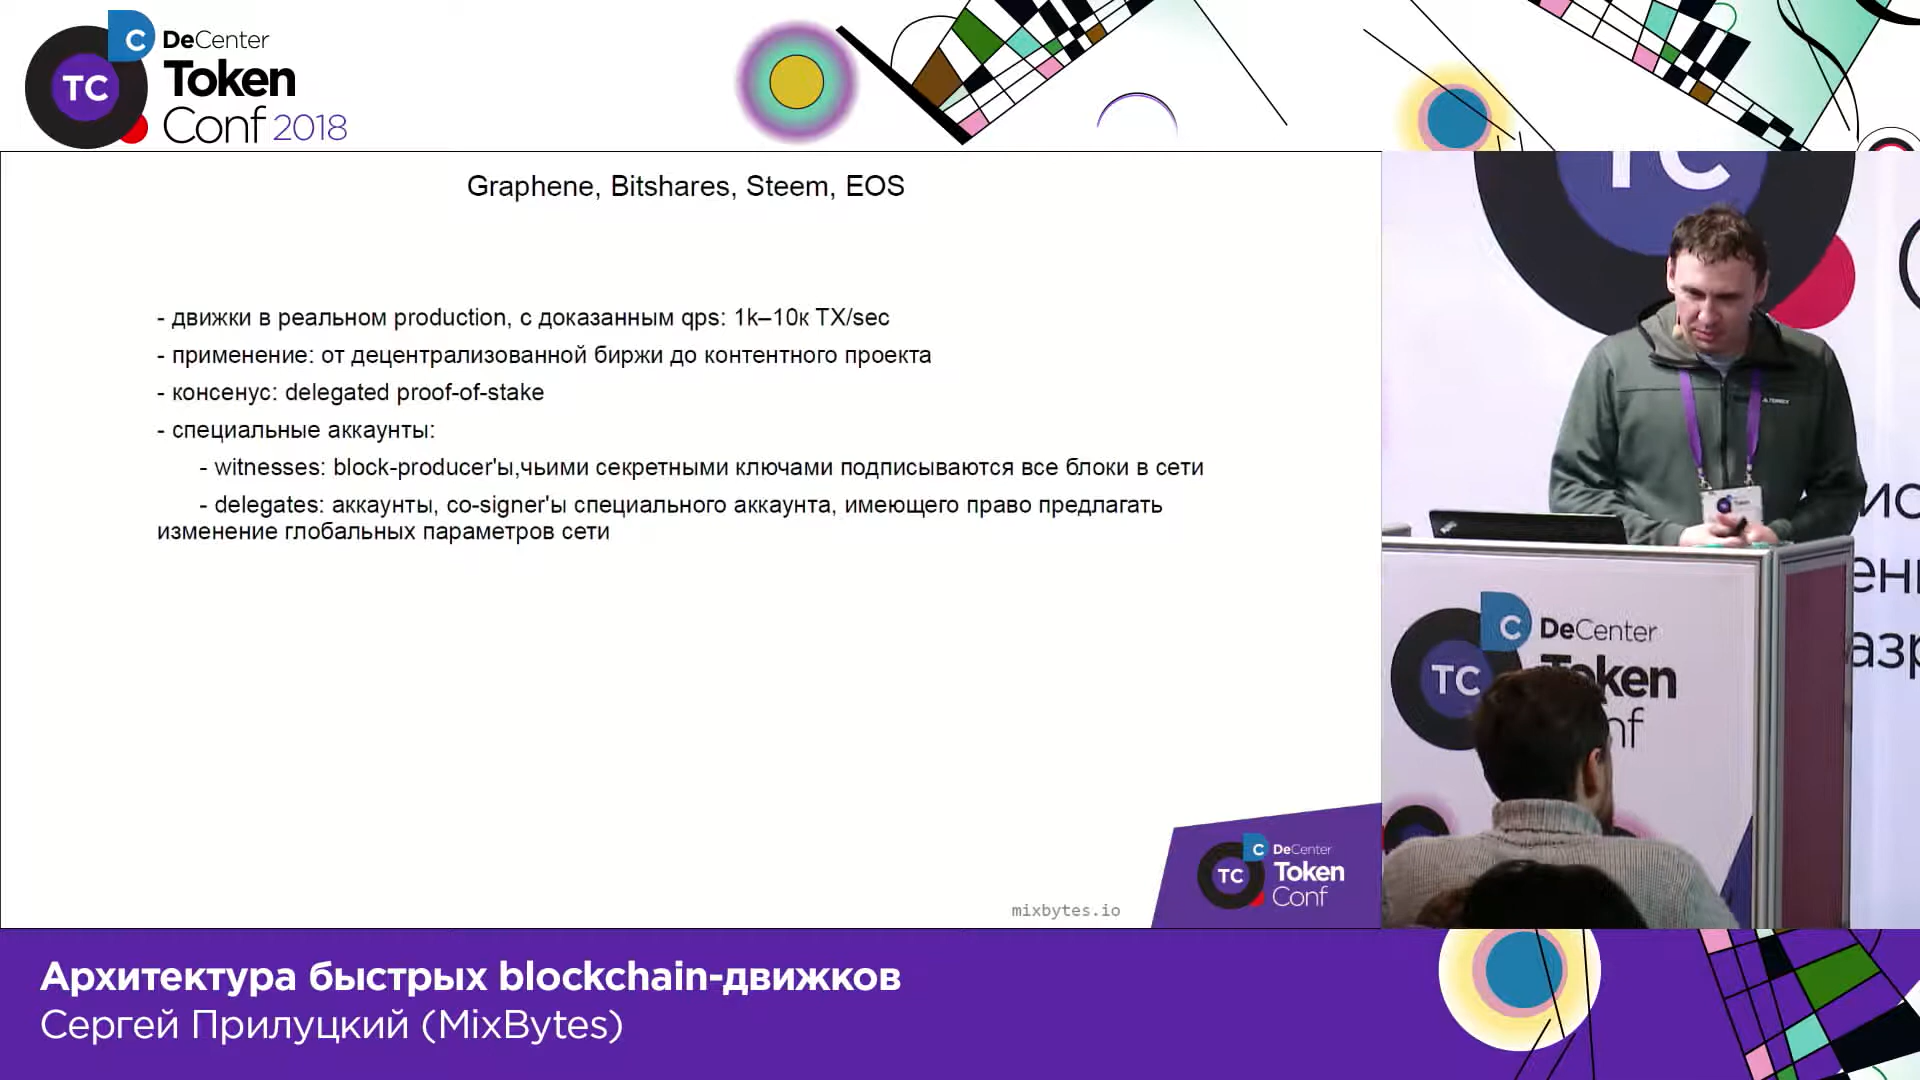 C
DeCenter
TC
Token
Conf 2018
Graphene, Bitshares, Steem, EOS
- движки в реальном production, с доказанным qps: 1k–10к TX/sec
- применение: от децентрализованной биржи до контентного проекта
- консенус: delegated proof-of-stake
- специальные аккаунты:
- witnesses: block-producer'ы,чьими секретными ключами подписываются все блоки в сети
- delegates: аккаунты, co-signer'ы специального аккаунта, имеющего право предлагать
изменение глобальных параметров сети
mixbytes.io
C
DeCenter
TC
Token
Conf
TC
C
DeCenter
TC
Token
nf
Архитектура быстрых blockchain-движков
Сергей Прилуцкий (MixBytes)